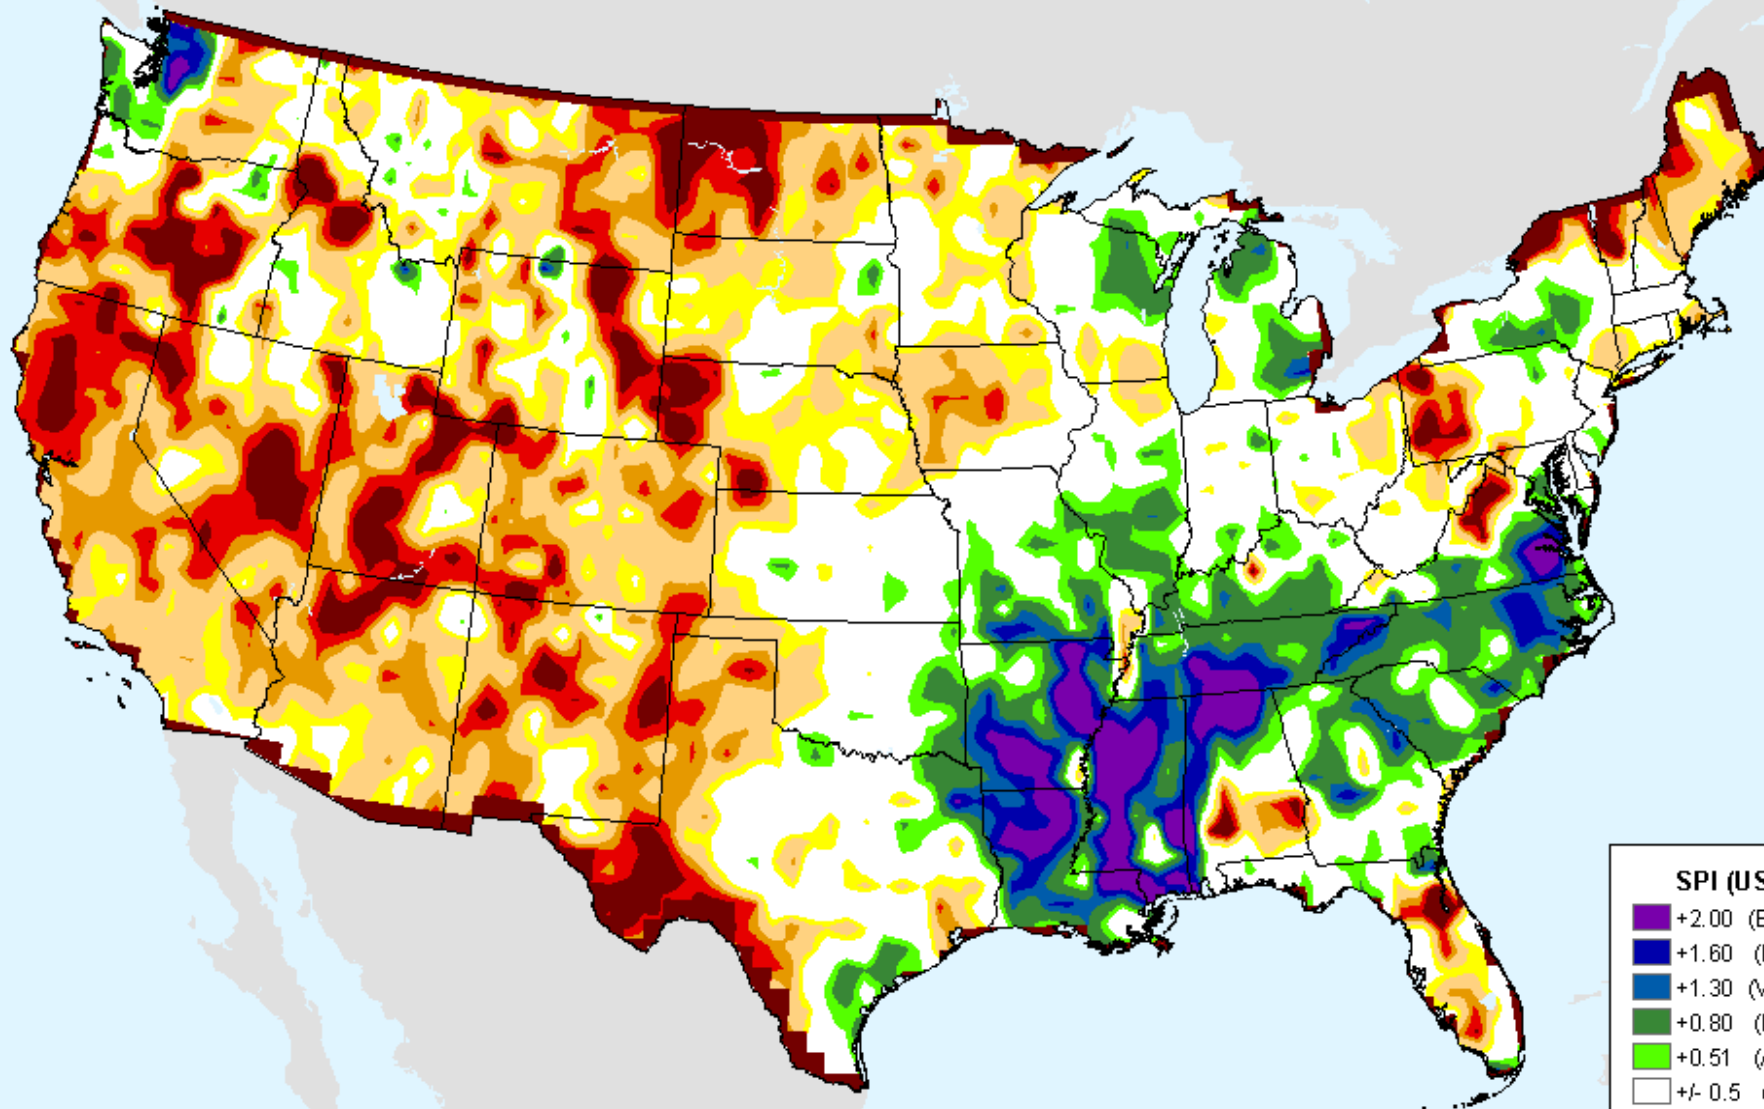 SPI (US
+2.00 (E
+1.60 (
+1.30 (V
+0.80 (
+0.51 (
+/- 0.5